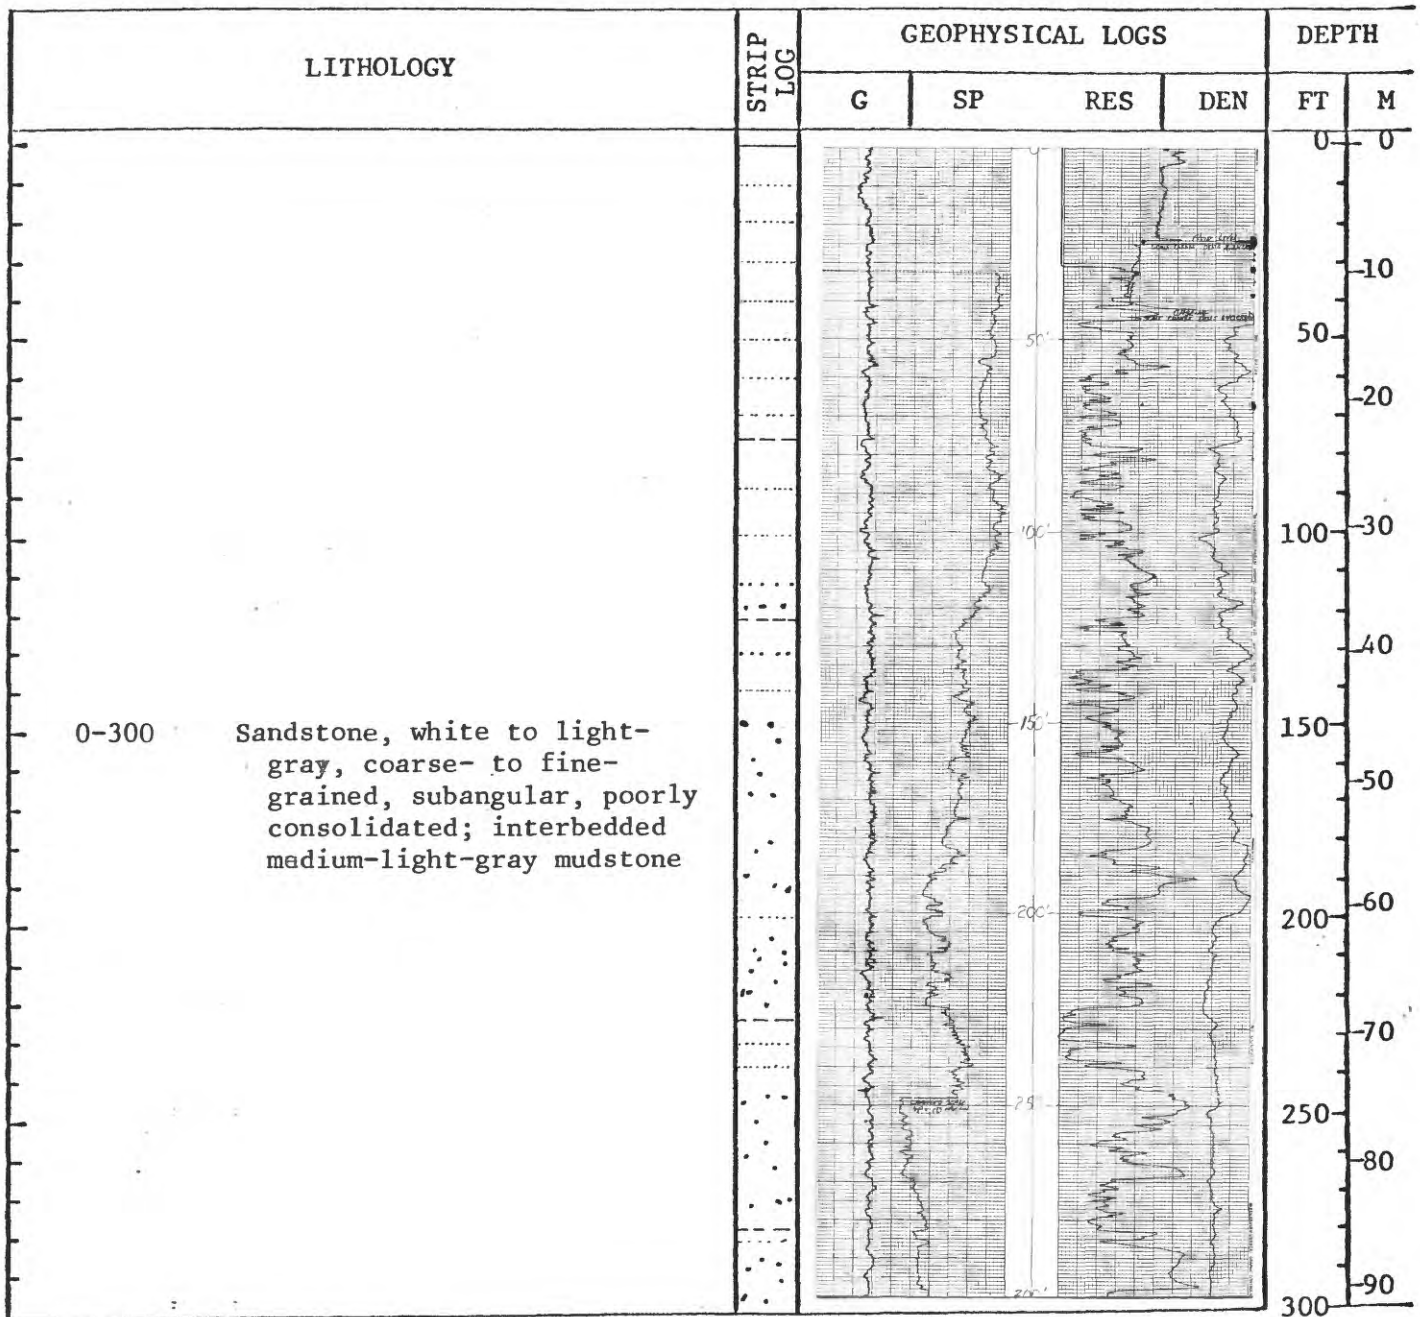 LITHOLOGY
STRIP LOG
GEOPHYSICAL LOGS
DEPTH
G SP RES DEN FT M
0 0
10
50' 50
20
100' 100 30
40
150' 150
0-300 Sandstone, white to light-
gray, coarse- to fine-
grained, subangular, poorly
consolidated; interbedded
medium-light-gray mudstone
50
60
200' 200
70
250
80
90
300